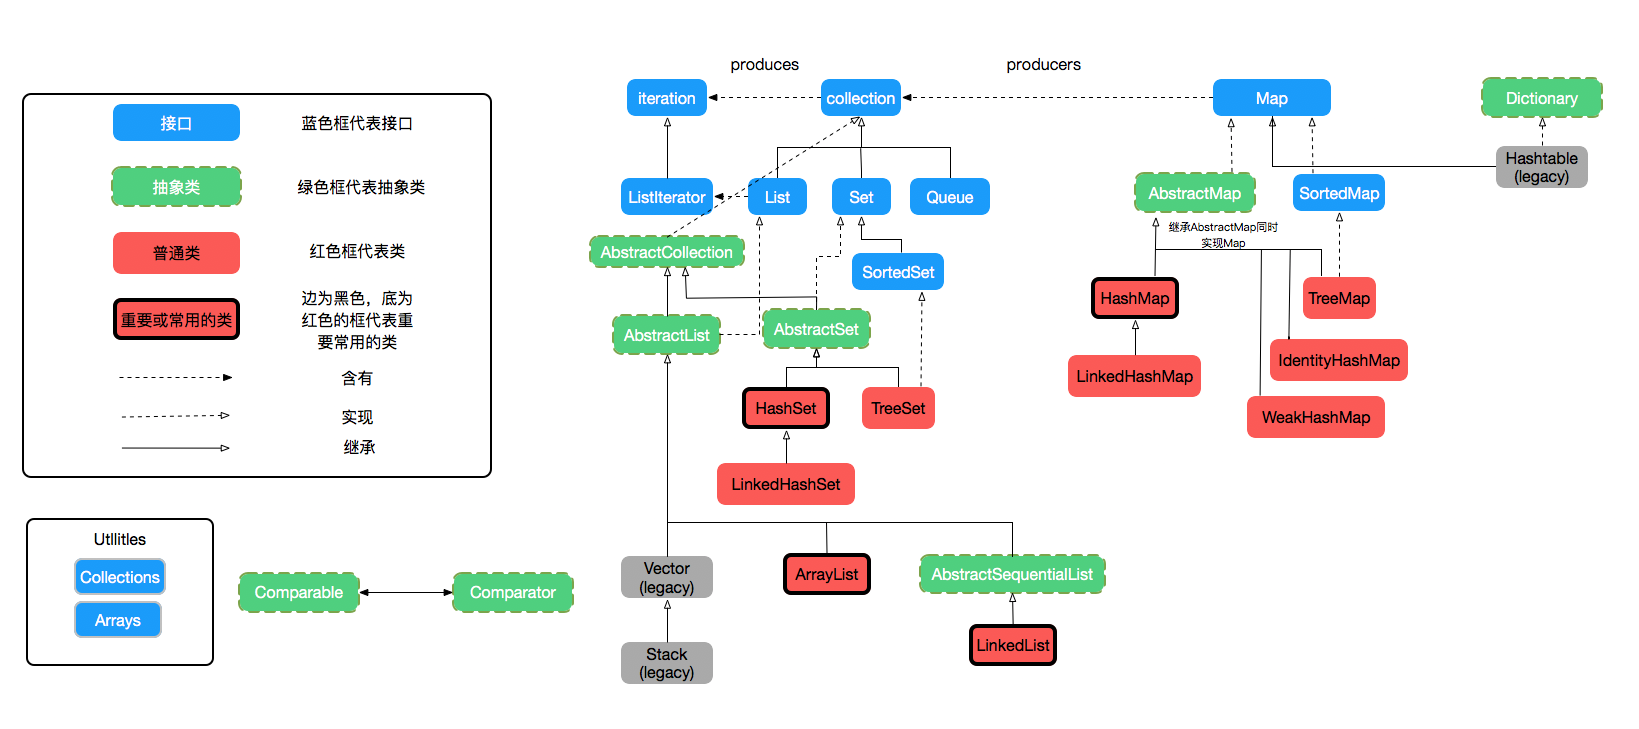 接口
蓝色框代表接口
抽象类
绿色框代表抽象类
普通类
红色框代表类
重要或常用的类
边为黑色，底为
红色的框代表重
要常用的类
含有
实现
继承
Utllitles
Collections
Arrays
Comparable
Comparator
produces
producers
iteration
collection
Map
Dictionary
Hashtable
(legacy)
ListIterator
List
Set
Queue
AbstractMap
SortedMap
继承AbstractMap同时
实现Map
AbstractCollection
SortedSet
HashMap
TreeMap
AbstractList
AbstractSet
LinkedHashMap
IdentityHashMap
HashSet
TreeSet
WeakHashMap
LinkedHashSet
Vector
(legacy)
ArrayList
AbstractSequentialList
Stack
(legacy)
LinkedList